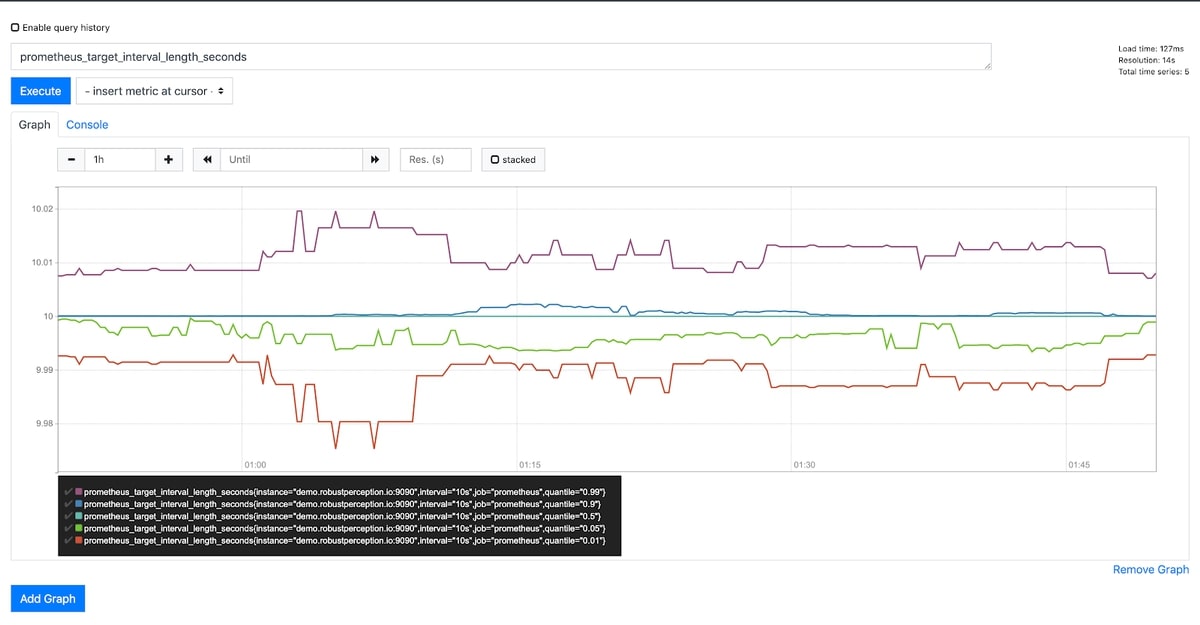 Enable query history
prometheus_target_interval_length_seconds
Load time: 127ms
Resolution: 14s
Total time series: 5
Execute
- insert metric at cursor -
Graph Console
1h Until Res. (s) stacked
10.02
10.01
10
9.99
9.98
01:00 01:15 01:30 01:45
prometheus_target_interval_length_seconds{instance="demo.robustperception.io:9090",interval="10s",job="prometheus",quantile="0.99"}
prometheus_target_interval_length_seconds{instance="demo.robustperception.io:9090",interval="10s",job="prometheus",quantile="0.9"}
prometheus_target_interval_length_seconds{instance="demo.robustperception.io:9090",interval="10s",job="prometheus",quantile="0.5"}
prometheus_target_interval_length_seconds{instance="demo.robustperception.io:9090",interval="10s",job="prometheus",quantile="0.05"}
prometheus_target_interval_length_seconds{instance="demo.robustperception.io:9090",interval="10s",job="prometheus",quantile="0.01"}
Remove Graph
Add Graph